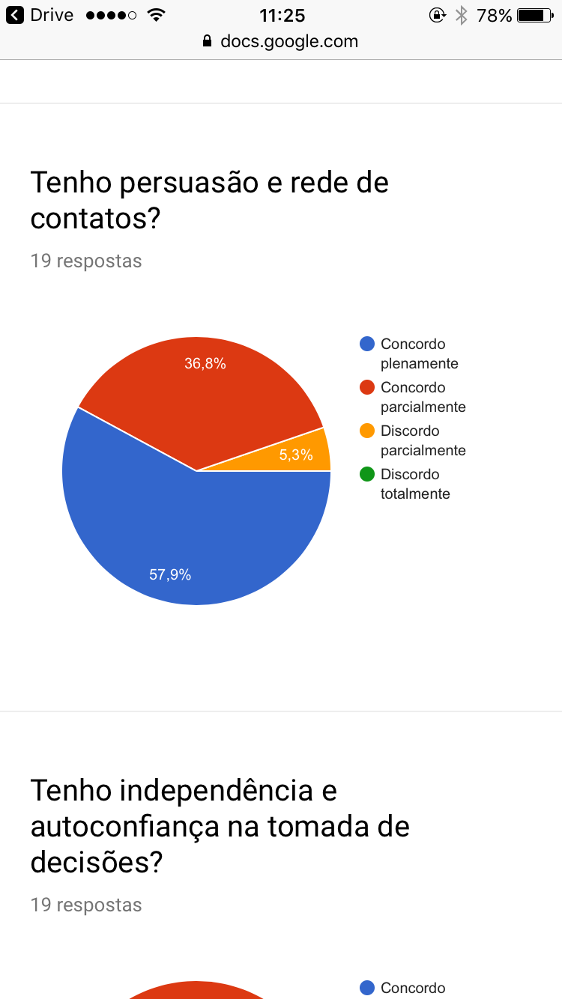 Drive
11:25
78%
docs.google.com
Tenho persuasão e rede de
contatos?
19 respostas
36,8%
5,3%
57,9%
Concordo
plenamente
Concordo
parcialmente
Discordo
parcialmente
Discordo
totalmente
Tenho independência e
autoconfiança na tomada de
decisões?
19 respostas
Concordo